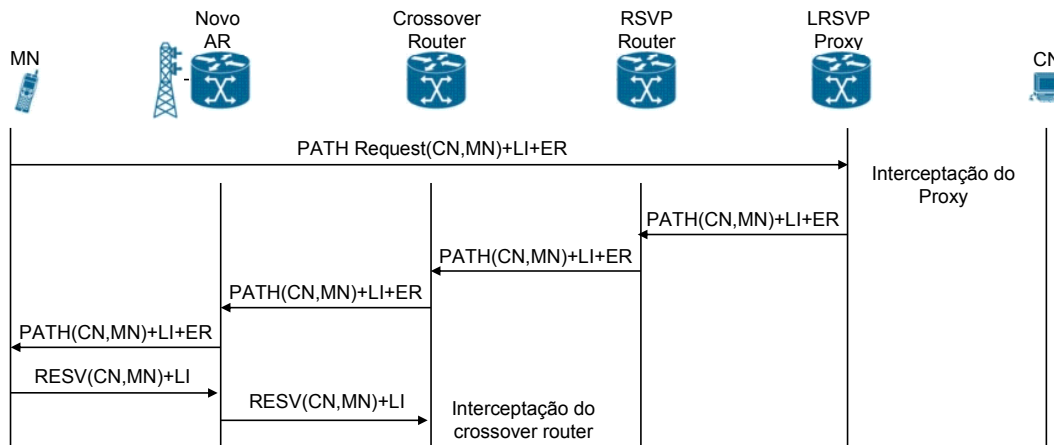 MN
Novo
AR
Crossover
Router
RSVP
Router
LRSVP
Proxy
CN
PATH Request(CN,MN)+LI+ER
Interceptação do
Proxy
PATH(CN,MN)+LI+ER
PATH(CN,MN)+LI+ER
PATH(CN,MN)+LI+ER
PATH(CN,MN)+LI+ER
RESV(CN,MN)+LI
RESV(CN,MN)+LI
Interceptação do
crossover router